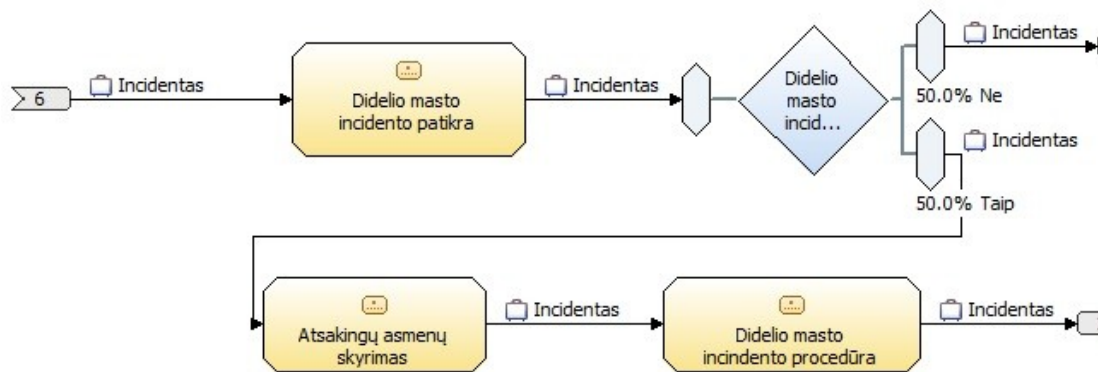 Incidentas
6
Incidentas
Didelio masto
incidento patikra
Incidentas
Didelio
masto
incid...
50.0% Ne
Incidentas
50.0% Taip
Incidentas
Atsakingų asmenų
skyrimas
Incidentas
Didelio masto
incindento procedūra
Incidentas